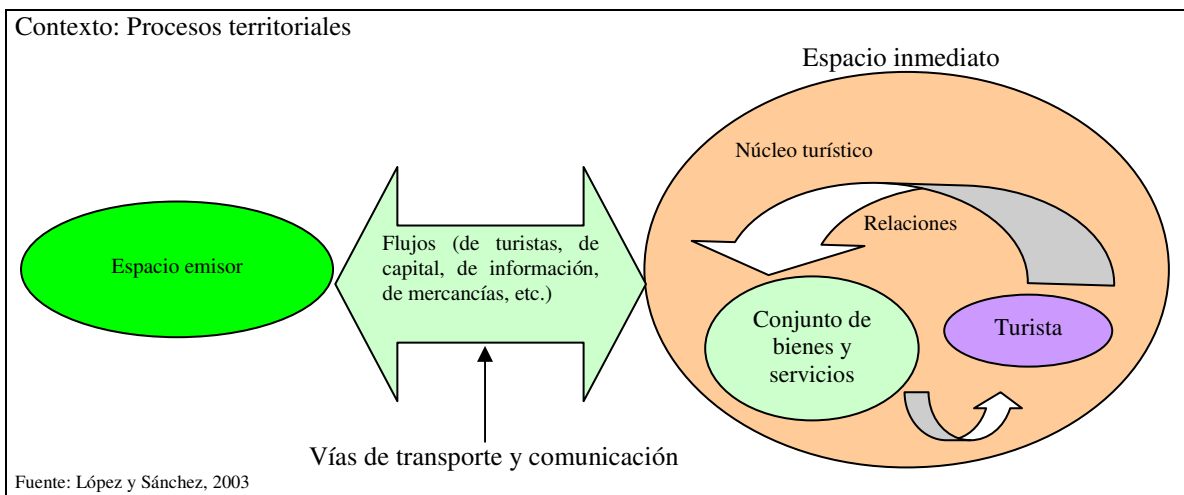 Contexto: Procesos territoriales
Espacio inmediato
Núcleo turístico
Relaciones
Espacio emisor
Flujos (de turistas, de
capital, de información,
de mercancías, etc.)
Conjunto de
bienes y
servicios
Turista
Vías de transporte y comunicación
Fuente: López y Sánchez, 2003